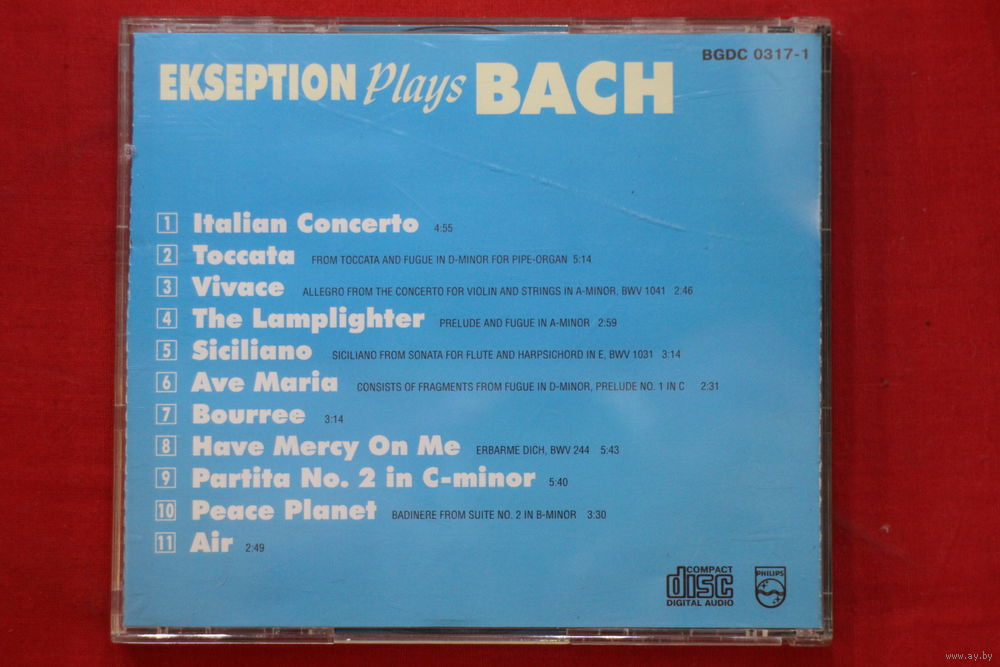 BGDC 0317-1
EKSEPTION Plays BACH
1 Italian Concerto 4:55
2 Toccata FROM TOCCATA AND FUGUE IN D-MINOR FOR PIPE-ORGAN 5:14
3 Vivace ALLEGRO FROM THE CONCERTO FOR VIOLIN AND STRINGS IN A-MINOR, BWV 1041 2:46
4 The Lamplighter PRELUDE AND FUGUE IN A-MINOR 2:59
5 Siciliano SICILIANO FROM SONATA FOR FLUTE AND HARPSICHORD IN E, BWV 1031 3:14
6 Ave Maria CONSISTS OF FRAGMENTS FROM FUGUE IN D-MINOR, PRELUDE NO. 1 IN C 2:31
7 Bourree 3:14
8 Have Mercy On Me ERBARME DICH, BWV 244 5:43
9 Partita No. 2 in C-minor 5:40
10 Peace Planet BADINERE FROM SUITE NO. 2 IN B-MINOR 3:30
11 Air 2:49
COMPACT
disc
DIGITAL AUDIO
PHILIPS
www.ay.by